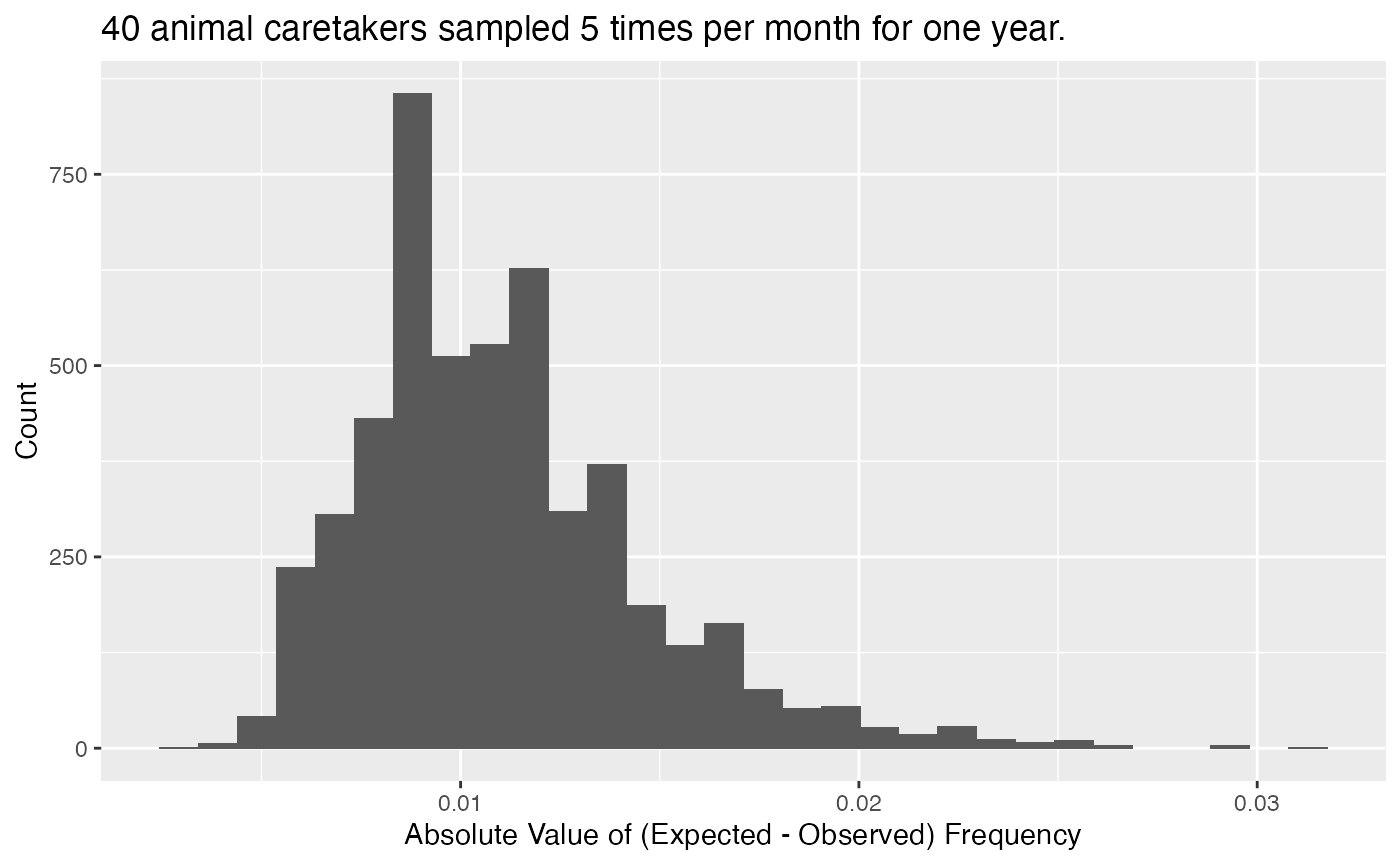 40 animal caretakers sampled 5 times per month for one year.
750
500
250
0
Count
0.01
0.02
0.03
Absolute Value of (Expected - Observed) Frequency